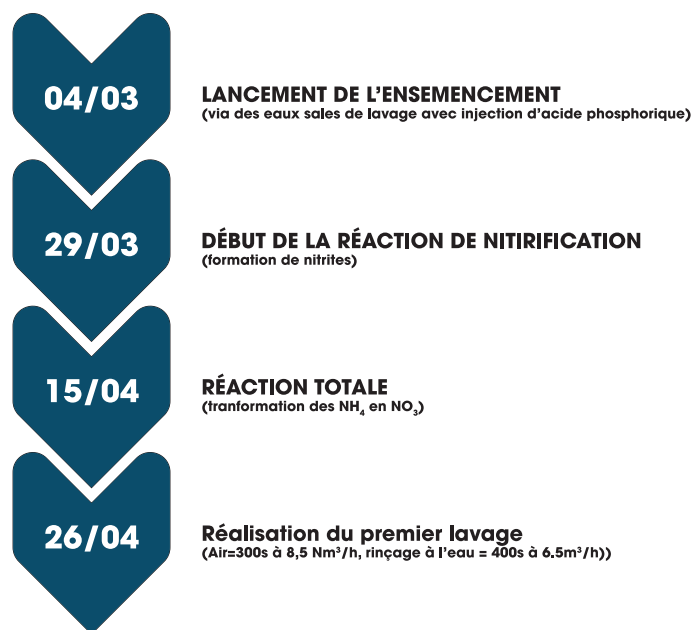 04/03
LANCEMENT DE L'ENSEMENCEMENT
(via des eaux sales de lavage avec injection d'acide phosphorique)
29/03
DÉBUT DE LA RÉACTION DE NITIRIFICATION
(formation de nitrites)
15/04
RÉACTION TOTALE
(tranformation des NH₄ en NO₃)
26/04
Réalisation du premier lavage
(Air=300s à 8,5 Nm³/h, rinçage à l'eau = 400s à 6.5m³/h))